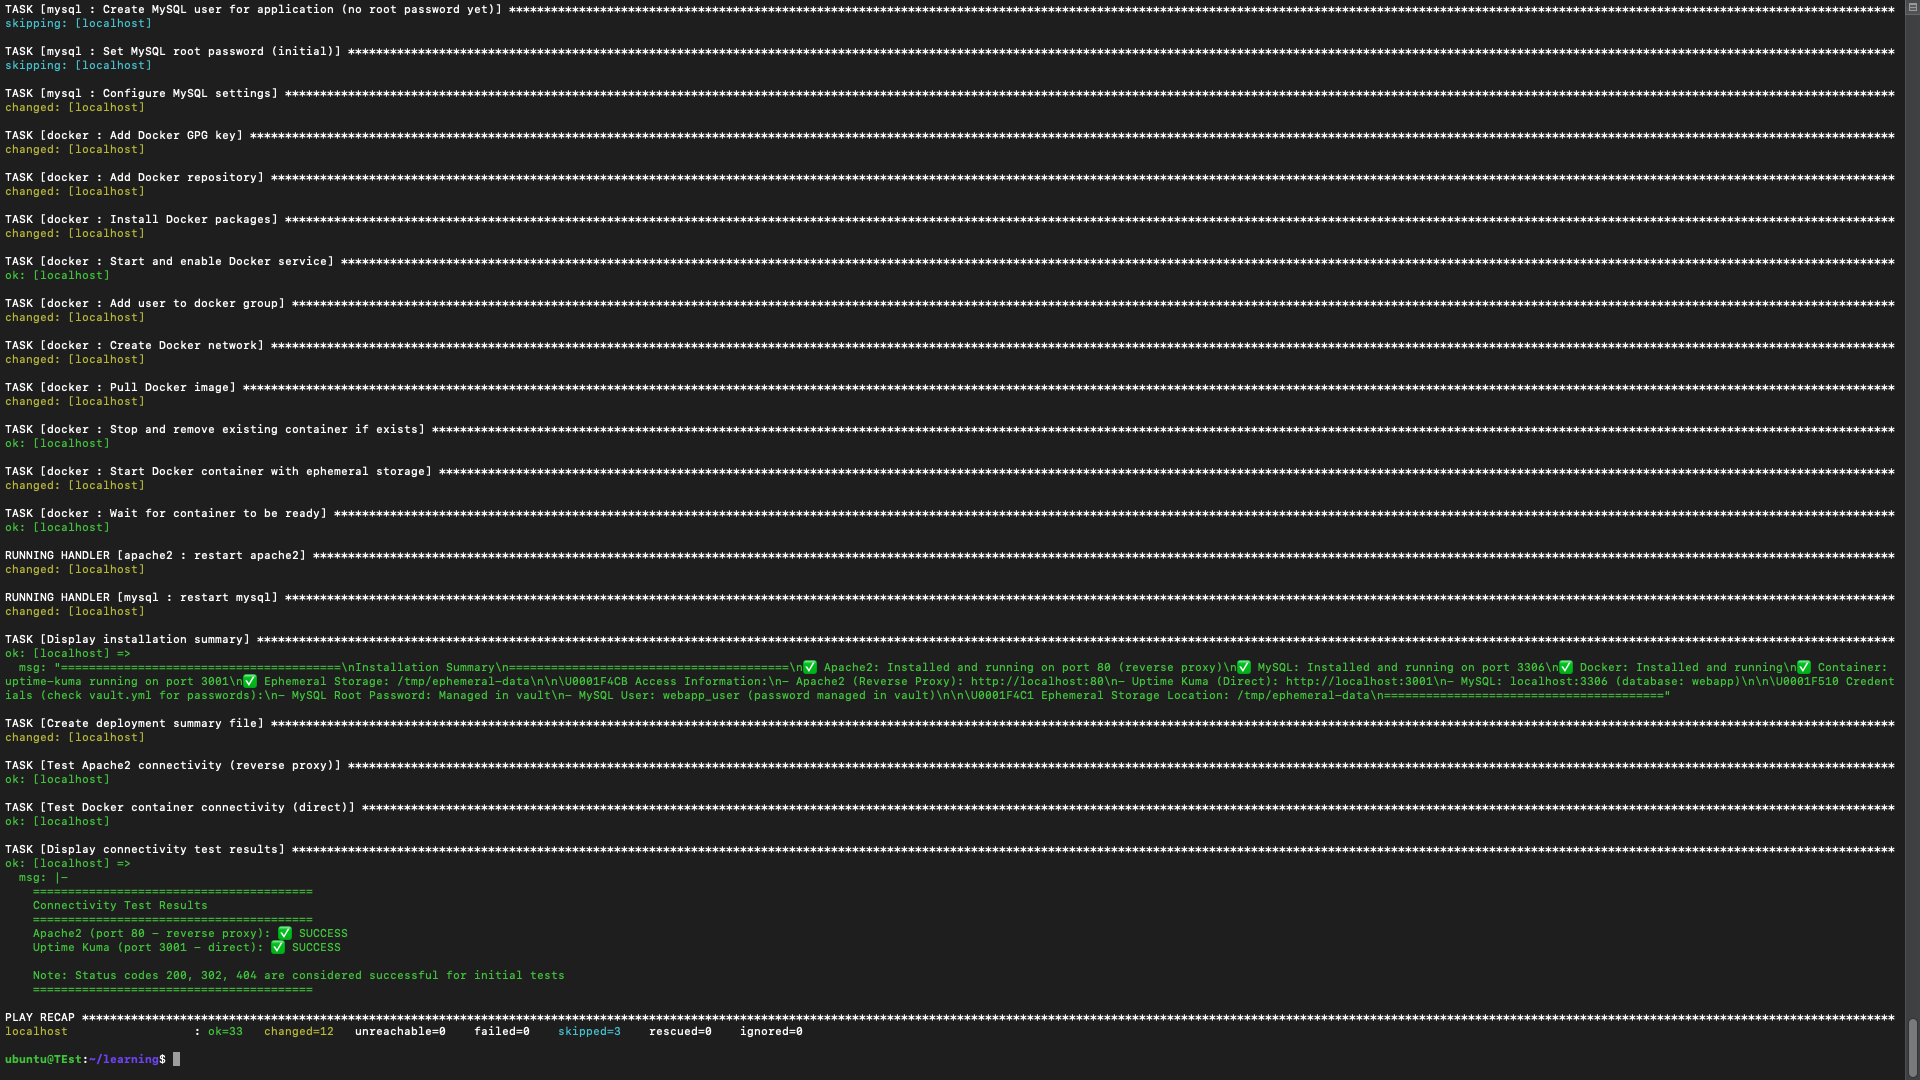 TASK [mysql : Create MySQL user for application (no root password yet)] ****
skipping: [localhost]
TASK [mysql : Set MySQL root password (initial)] ****
skipping: [localhost]
TASK [mysql : Configure MySQL settings] ****
changed: [localhost]
TASK [docker : Add Docker GPG key] ****
changed: [localhost]
TASK [docker : Add Docker repository] ****
changed: [localhost]
TASK [docker : Install Docker packages] ****
changed: [localhost]
TASK [docker : Start and enable Docker service] ****
ok: [localhost]
TASK [docker : Add user to docker group] ****
changed: [localhost]
TASK [docker : Create Docker network] ****
changed: [localhost]
TASK [docker : Pull Docker image] ****
changed: [localhost]
TASK [docker : Stop and remove existing container if exists] ****
ok: [localhost]
TASK [docker : Start Docker container with ephemeral storage] ****
changed: [localhost]
TASK [docker : Wait for container to be ready] ****
ok: [localhost]
RUNNING HANDLER [apache2 : restart apache2] ****
changed: [localhost]
RUNNING HANDLER [mysql : restart mysql] ****
changed: [localhost]
TASK [Display installation summary] ****
ok: [localhost] =>
msg: "========================================\nInstallation Summary\n========================================\n✅ Apache2: Installed and running on port 80 (reverse proxy)\n✅ MySQL: Installed and running on port 3306\n✅ Docker: Installed and running\n✅ Container:
uptime-kuma running on port 3001\n✅ Ephemeral Storage: /tmp/ephemeral-data\n\n\U0001F4CB Access Information:\n- Apache2 (Reverse Proxy): http://localhost:80\n- Uptime Kuma (Direct): http://localhost:3001\n- MySQL: localhost:3306 (database: webapp)\n\n\U0001F510 Credent
ials (check vault.yml for passwords):\n- MySQL Root Password: Managed in vault\n- MySQL User: webapp_user (password managed in vault)\n\n\U0001F4C1 Ephemeral Storage Location: /tmp/ephemeral-data\n========================================"
TASK [Create deployment summary file] ****
changed: [localhost]
TASK [Test Apache2 connectivity (reverse proxy)] ****
ok: [localhost]
TASK [Test Docker container connectivity (direct)] ****
ok: [localhost]
TASK [Display connectivity test results] ****
ok: [localhost] =>
msg: |-
========================================
Connectivity Test Results
========================================
Apache2 (port 80 - reverse proxy): ✅ SUCCESS
Uptime Kuma (port 3001 - direct): ✅ SUCCESS
Note: Status codes 200, 302, 404 are considered successful for initial tests
========================================
PLAY RECAP ****
localhost : ok=33 changed=12 unreachable=0 failed=0 skipped=3 rescued=0 ignored=0
ubuntu@TEst:~/learning$